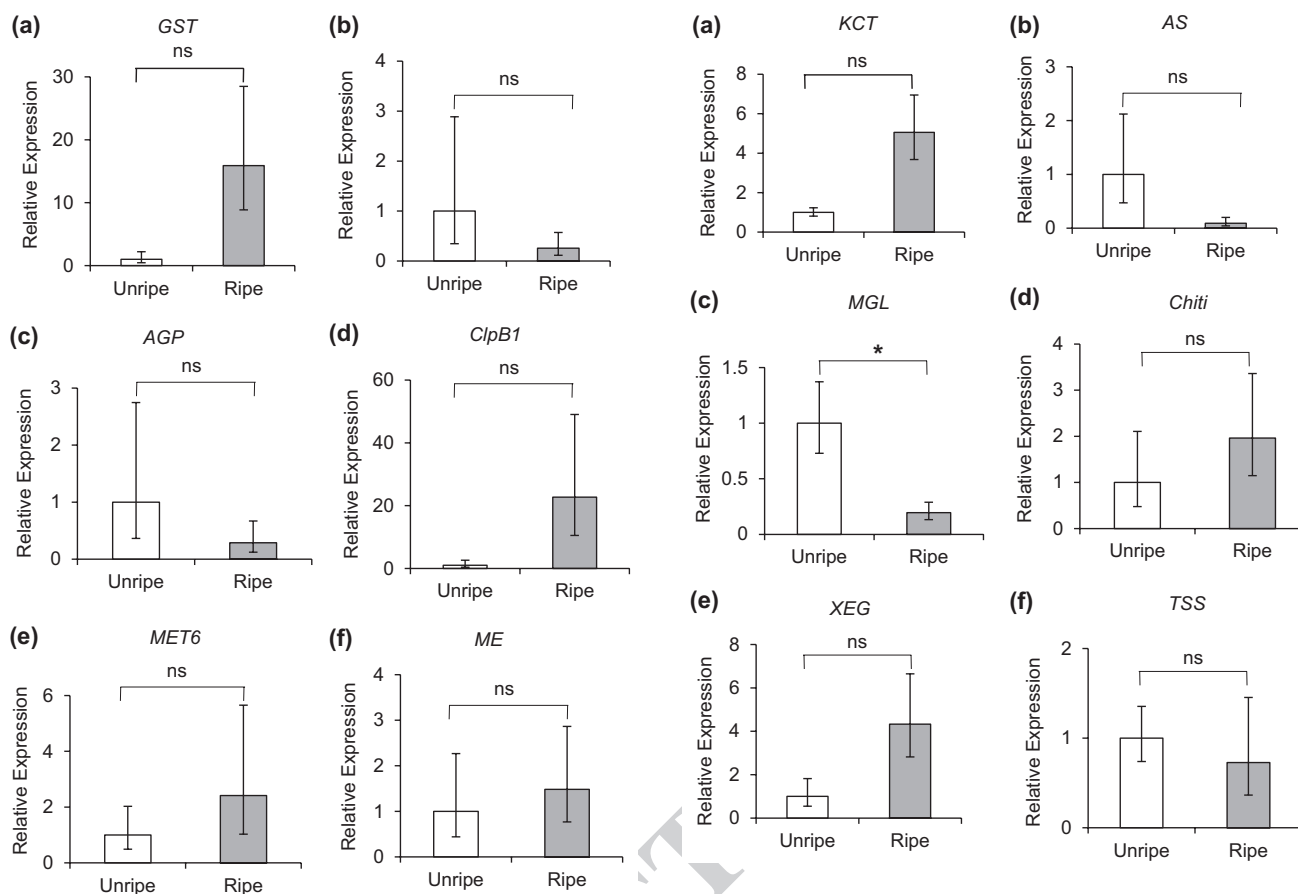 (a)
GST
ns
Relative Expression
30
20
10
0
Unripe
Ripe
(b)
ns
Relative Expression
4
3
2
1
0
Unripe
Ripe
(c)
AGP
ns
Relative Expression
3
2
1
0
Unripe
Ripe
(d)
ClpB1
ns
Relative Expression
60
40
20
0
Unripe
Ripe
(e)
MET6
ns
Relative Expression
6
4
2
0
Unripe
Ripe
(f)
ME
ns
Relative Expression
4
3
2
1
0
Unripe
Ripe
(a)
KCT
ns
Relative Expression
8
6
4
2
0
Unripe
Ripe
(b)
AS
ns
Relative Expression
3
2
1
0
Unripe
Ripe
(c)
MGL
*
Relative Expression
1.5
1
0.5
0
Unripe
Ripe
(d)
Chiti
ns
Relative Expression
4
3
2
1
0
Unripe
Ripe
(e)
XEG
ns
Relative Expression
8
6
4
2
0
Unripe
Ripe
(f)
TSS
ns
Relative Expression
2
1
0
Unripe
Ripe